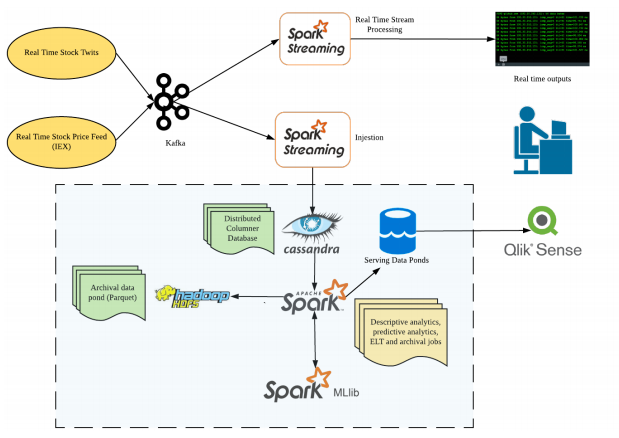 Real Time Stock Twits
Real Time Stock Price Feed
(IEX)
Kafka
Spark
Streaming
Real Time Stream
Processing
Real time outputs
Spark
Streaming
Injestion
Distributed
Columner
Database
cassandra
Serving Data Ponds
Qlik Sense
Archival data
pond (Parquet)
hadoop
HDFS
APACHE
Spark
Descriptive analytics,
predictive analytics,
ELT and archival jobs
Spark MLlib